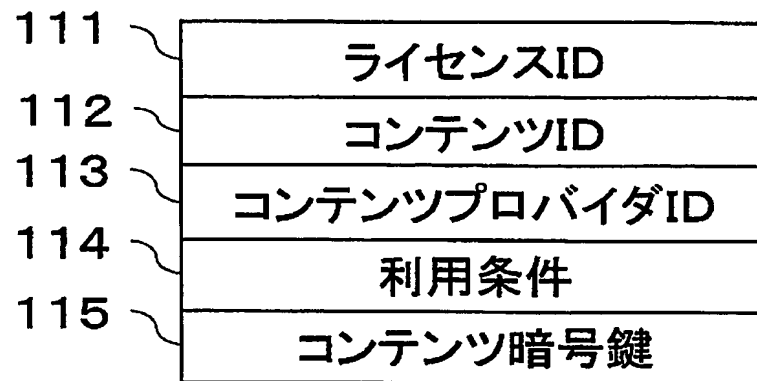 111 ライセンスID
112 コンテンツID
113 コンテンツプロバイダID
114 利用条件
115 コンテンツ暗号鍵